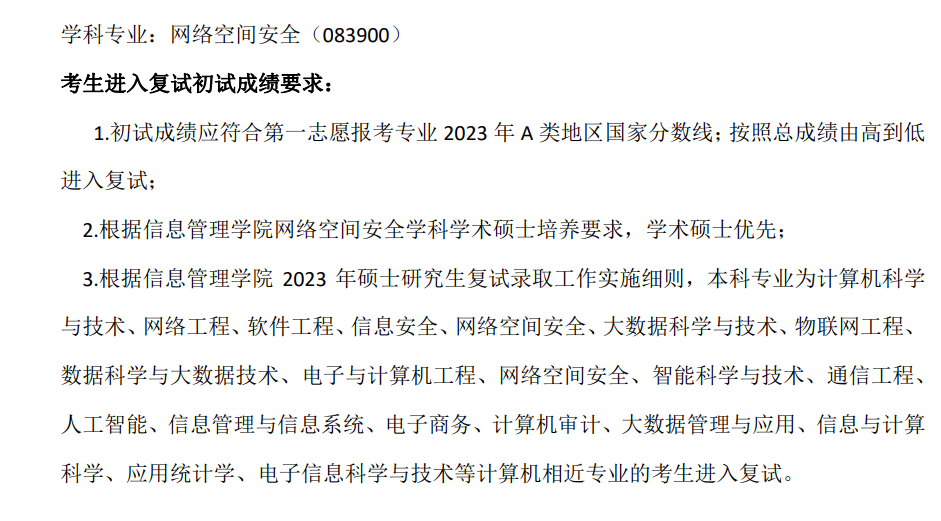 学科专业：网络空间安全（083900）
考生进入复试初试成绩要求：
1.初试成绩应符合第一志愿报考专业 2023 年 A 类地区国家分数线；按照总成绩由高到低
进入复试；
2.根据信息管理学院网络空间安全学科学术硕士培养要求，学术硕士优先；
3.根据信息管理学院 2023 年硕士研究生复试录取工作实施细则，本科专业为计算机科学
与技术、网络工程、软件工程、信息安全、网络空间安全、大数据科学与技术、物联网工程、
数据科学与大数据技术、电子与计算机工程、网络空间安全、智能科学与技术、通信工程、
人工智能、信息管理与信息系统、电子商务、计算机审计、大数据管理与应用、信息与计算
科学、应用统计学、电子信息科学与技术等计算机相近专业的考生进入复试。